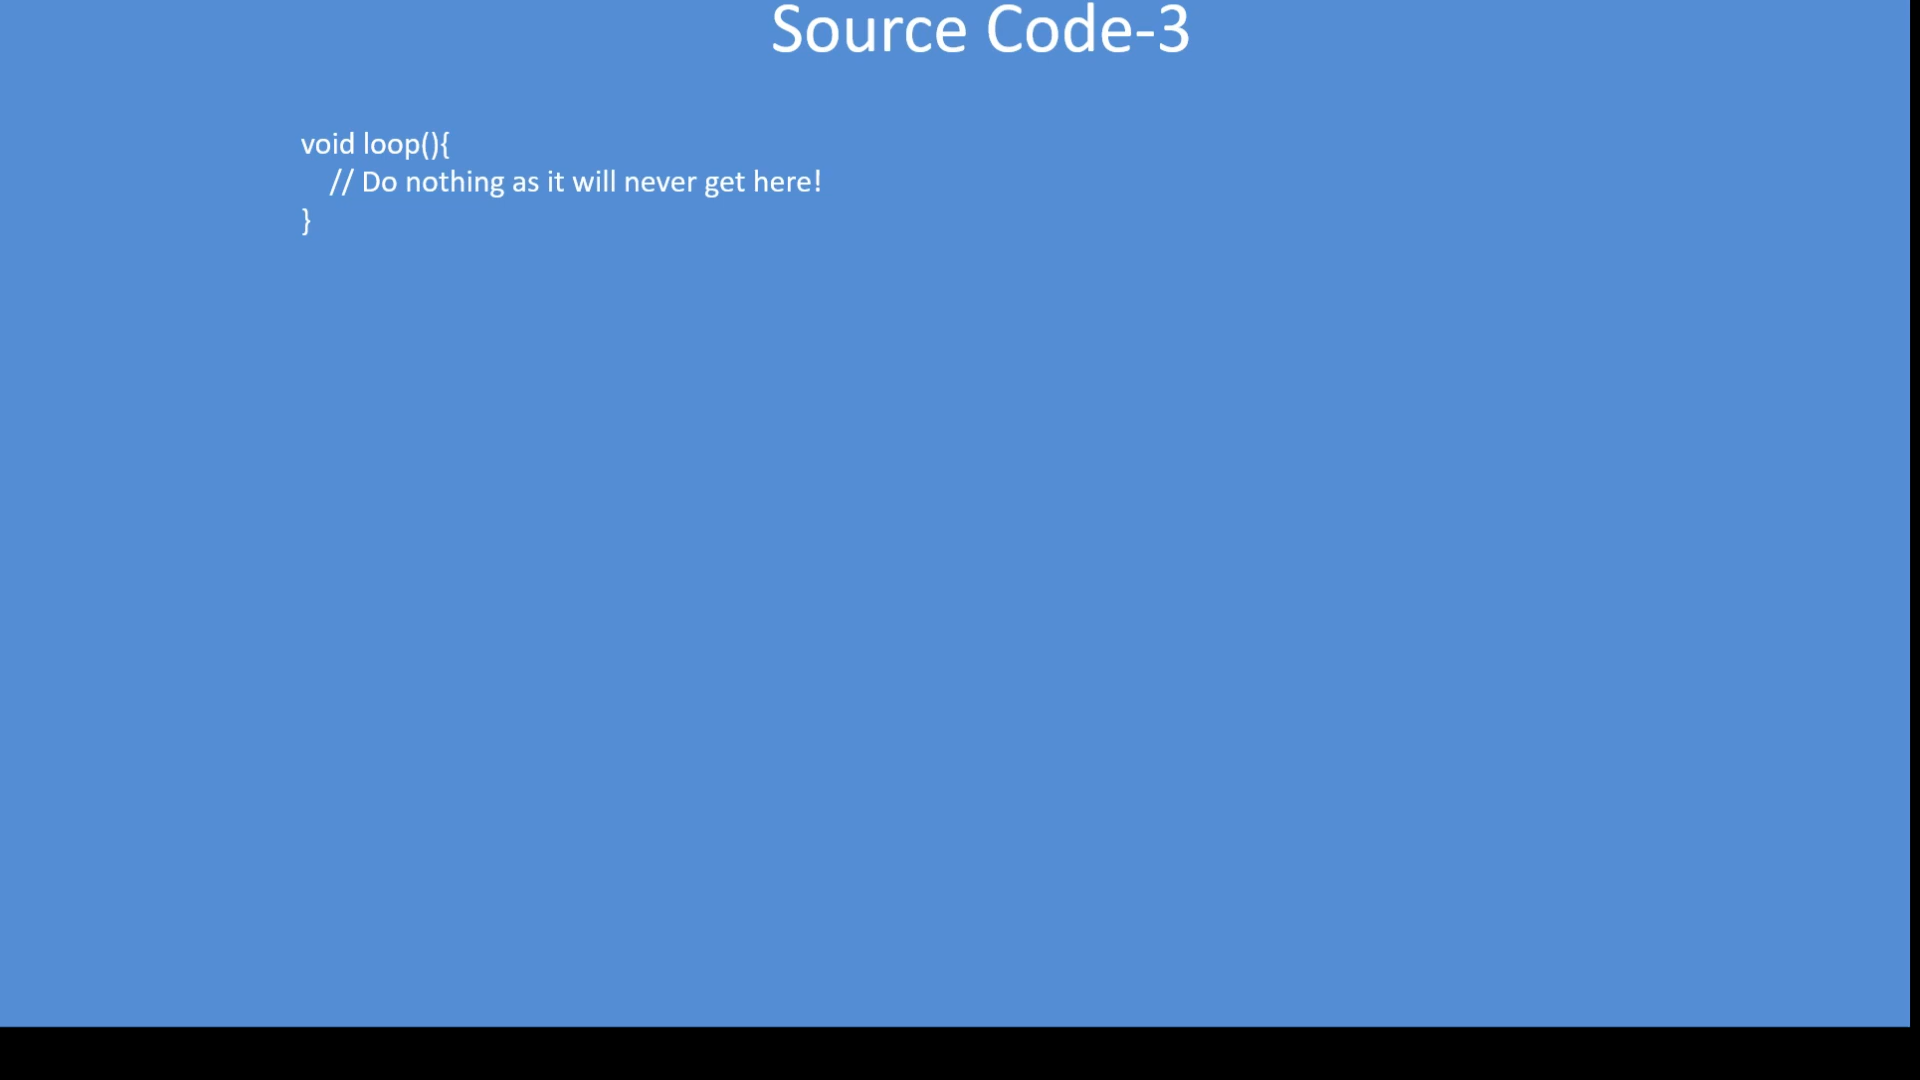 Source Code-3
void loop(){
// Do nothing as it will never get here!
}